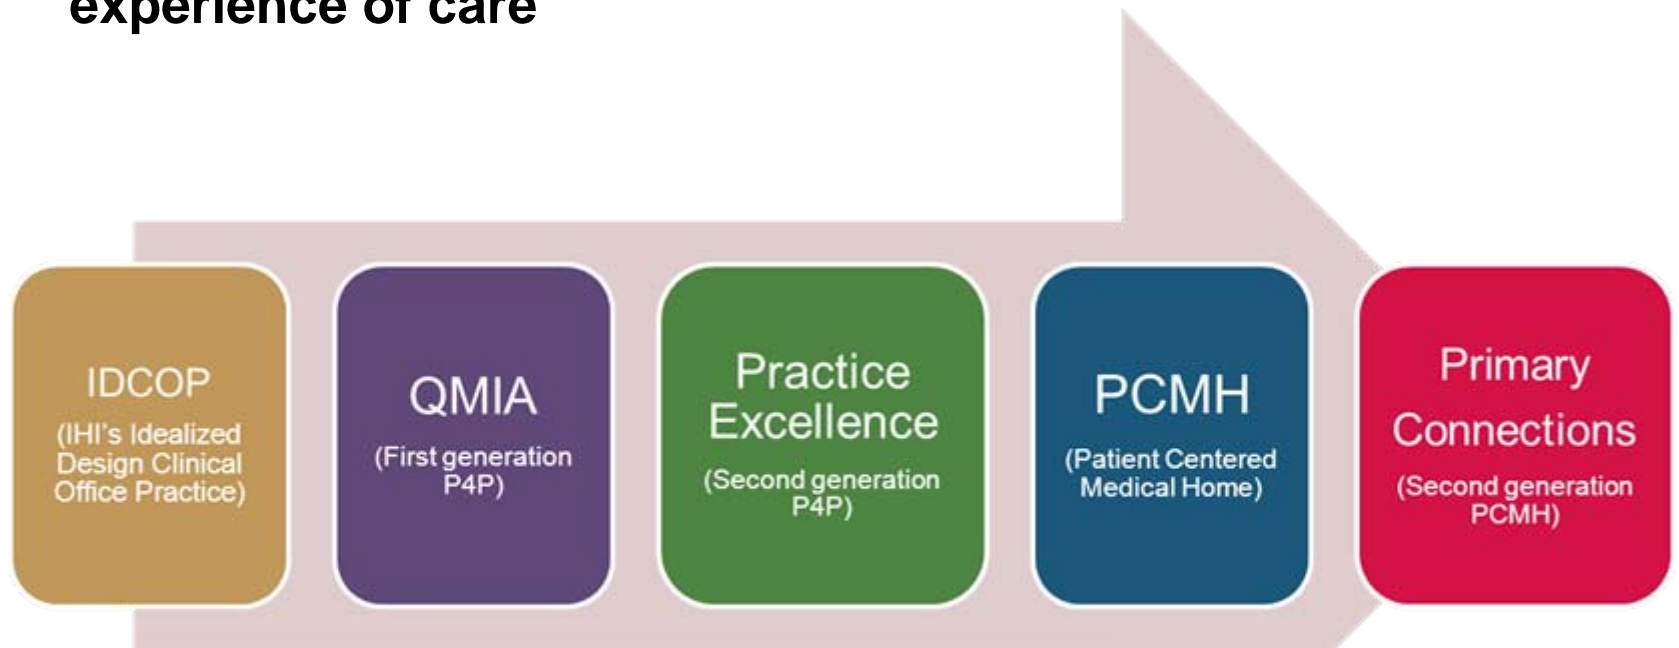 experience of care
IDCOP
(IHI's Idealized
Design Clinical
Office Practice)
QMIA
(First generation
P4P)
Practice
Excellence
(Second generation
P4P)
PCMH
(Patient Centered
Medical Home)
Primary
Connections
(Second generation
PCMH)